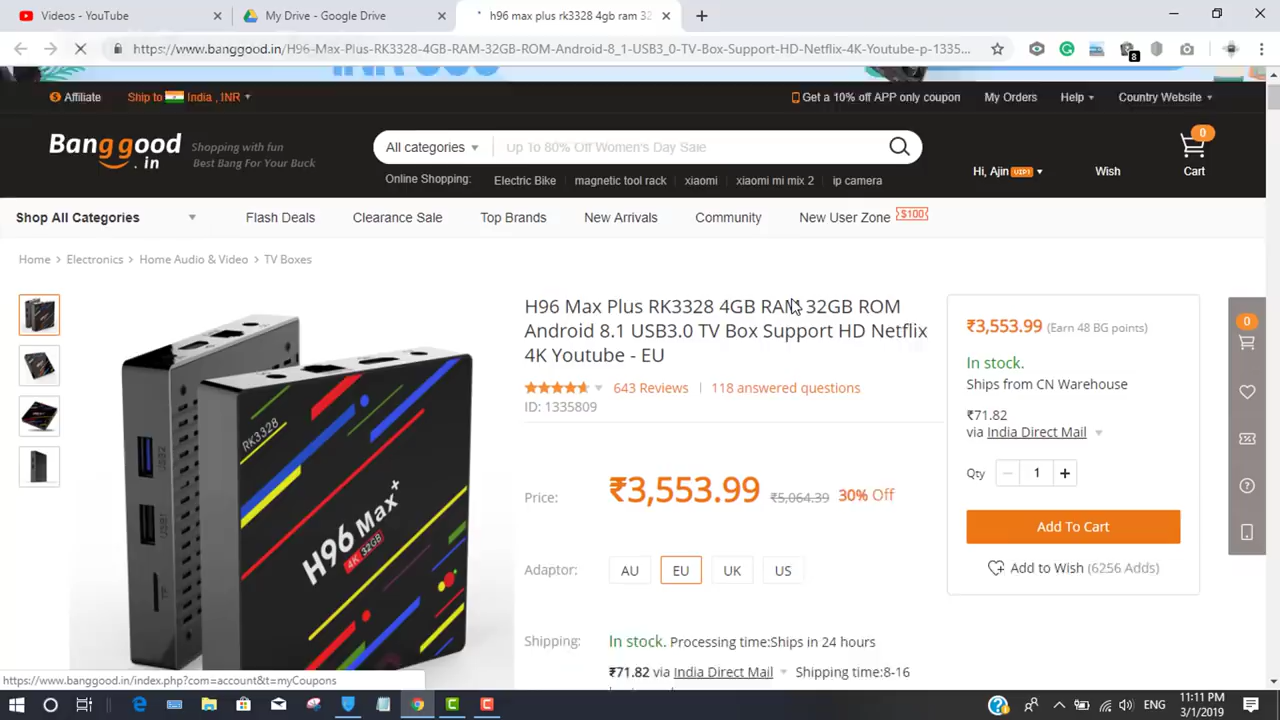 Videos - YouTube
My Drive - Google Drive
h96 max plus rk3328 4gb ram 32
https://www.banggood.in/H96-Max-Plus-RK3328-4GB-RAM-32GB-ROM-Android-8_1-USB3_0-TV-Box-Support-HD-Netflix-4K-Youtube-p-1335...
8
Affiliate
Ship to India , INR
Get a 10% off APP only coupon
My Orders
Help
Country Website
Banggood
.in
Shopping with fun
Best Bang For Your Buck
All categories
Up To 80% Off Women's Day Sale
0
Online Shopping:
Electric Bike
magnetic tool rack
xiaomi
xiaomi mi mix 2
ip camera
Hi, Ajin VIP1
Wish
Cart
Shop All Categories
Flash Deals
Clearance Sale
Top Brands
New Arrivals
Community
New User Zone
$100
Home > Electronics > Home Audio & Video > TV Boxes
H96 Max Plus RK3328 4GB RAM 32GB ROM
Android 8.1 USB3.0 TV Box Support HD Netflix
4K Youtube - EU
643 Reviews
118 answered questions
ID: 1335809
Price:
₹3,553.99
₹5,064.39
30% Off
Adaptor:
AU
EU
UK
US
Shipping:
In stock. Processing time:Ships in 24 hours
₹71.82 via India Direct Mail
Shipping time:8-16
₹3,553.99 (Earn 48 BG points)
In stock.
Ships from CN Warehouse
₹71.82
via India Direct Mail
Qty
1
Add To Cart
Add to Wish (6256 Adds)
0
RK3328
H96 Max+
4K 32GB
USB2
USB1
TF
https://www.banggood.in/index.php?com=account&t=myCoupons
ENG
11:11 PM
3/1/2019